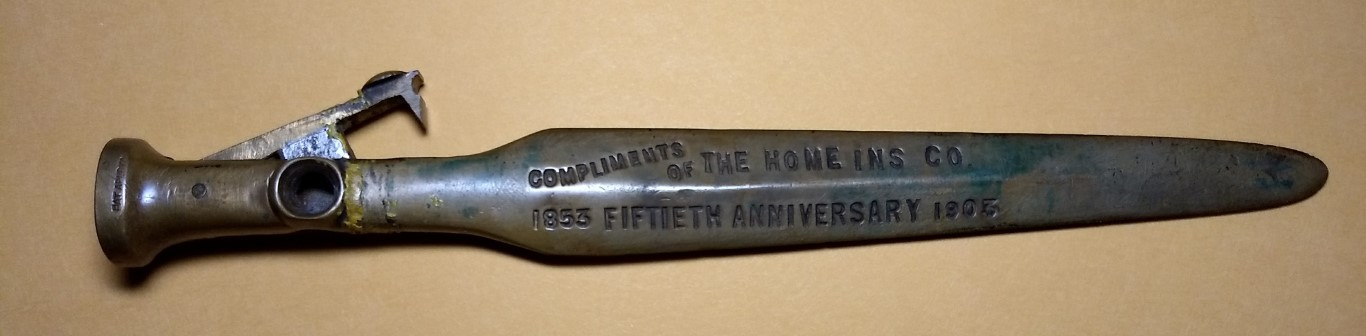 COMPLIMENTS
OF THE HOME INS CO.
1853 FIFTIETH ANNIVERSARY 1903